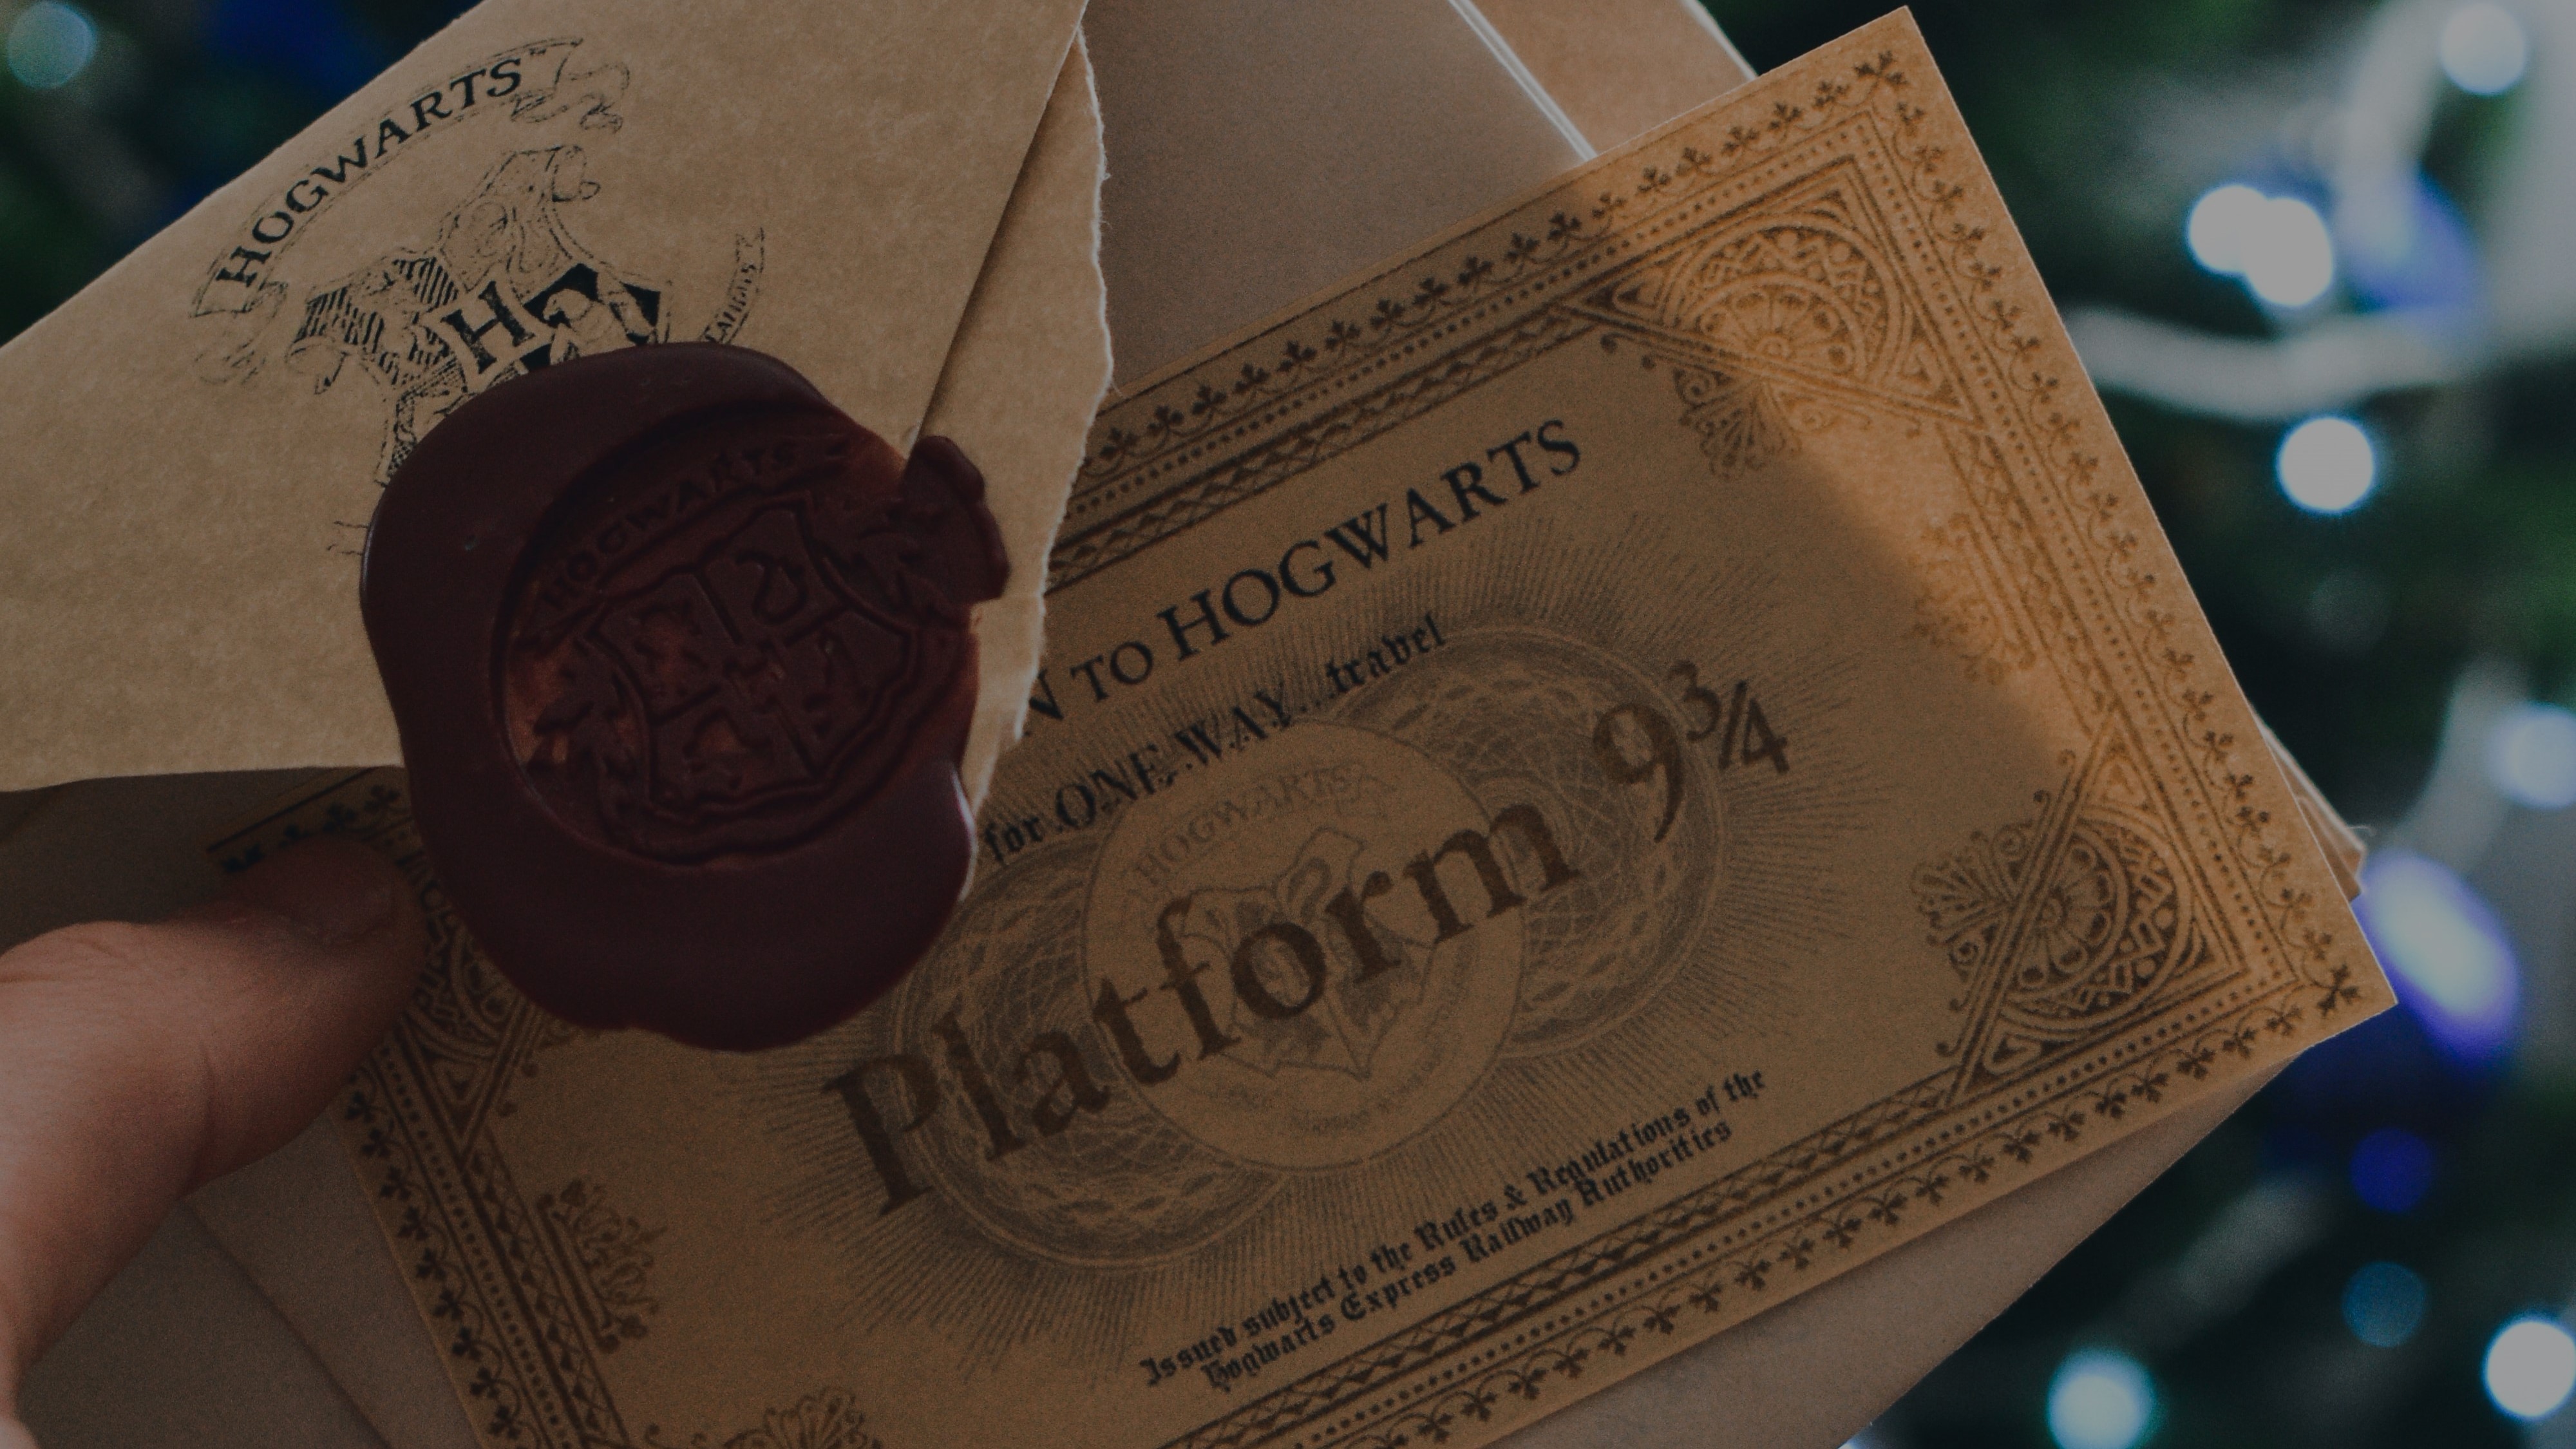 HOGWARTS™
H
HOGWARTS
TO HOGWARTS
for ONE WAY...travel
HOGWARTS
Platform 9¾
Issued subject to the Rules & Regulations of the
Hogwarts Express Railway Authorities